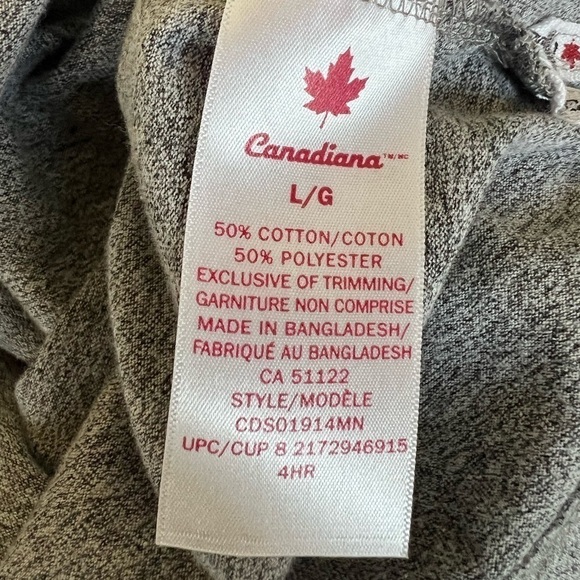 Canadiana™/MC
L/G
50% COTTON/COTON
50% POLYESTER
EXCLUSIVE OF TRIMMING/
GARNITURE NON COMPRISE
MADE IN BANGLADESH/
FABRIQUÉ AU BANGLADESH
CA 51122
STYLE/MODÈLE
CDS01914MN
UPC/CUP 8 2172946915
4HR